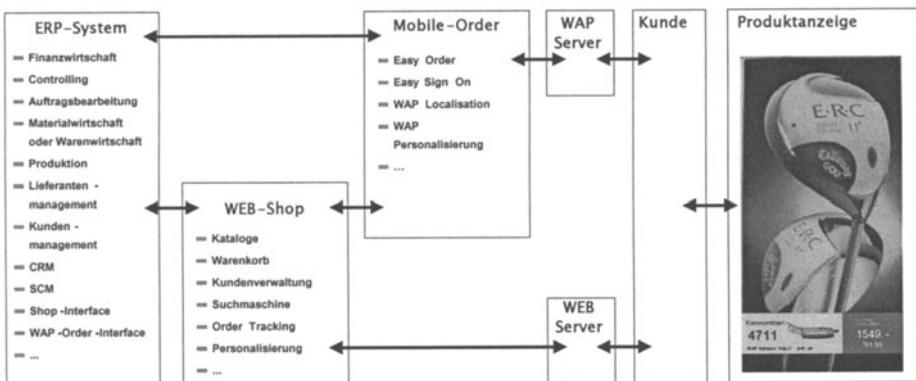 ERP-System
Finanzwirtschaft
Controlling
Auftragsbearbeitung
Materialwirtschaft
oder Warenwirtschaft
Produktion
Lieferanten -
management
Kunden -
management
CRM
SCM
Shop -Interface
WAP -Order -Interface
...
WEB-Shop
Kataloge
Warenkorb
Kundenverwaltung
Suchmaschine
Order Tracking
Personalisierung
...
Mobile-Order
Easy Order
Easy Sign On
WAP Localisation
WAP
Personalisierung
...
WAP
Server
WEB
Server
Kunde
Produktanzeige
E·R·C
11°
E·R·C
Kennnummer:
4711
1549.-